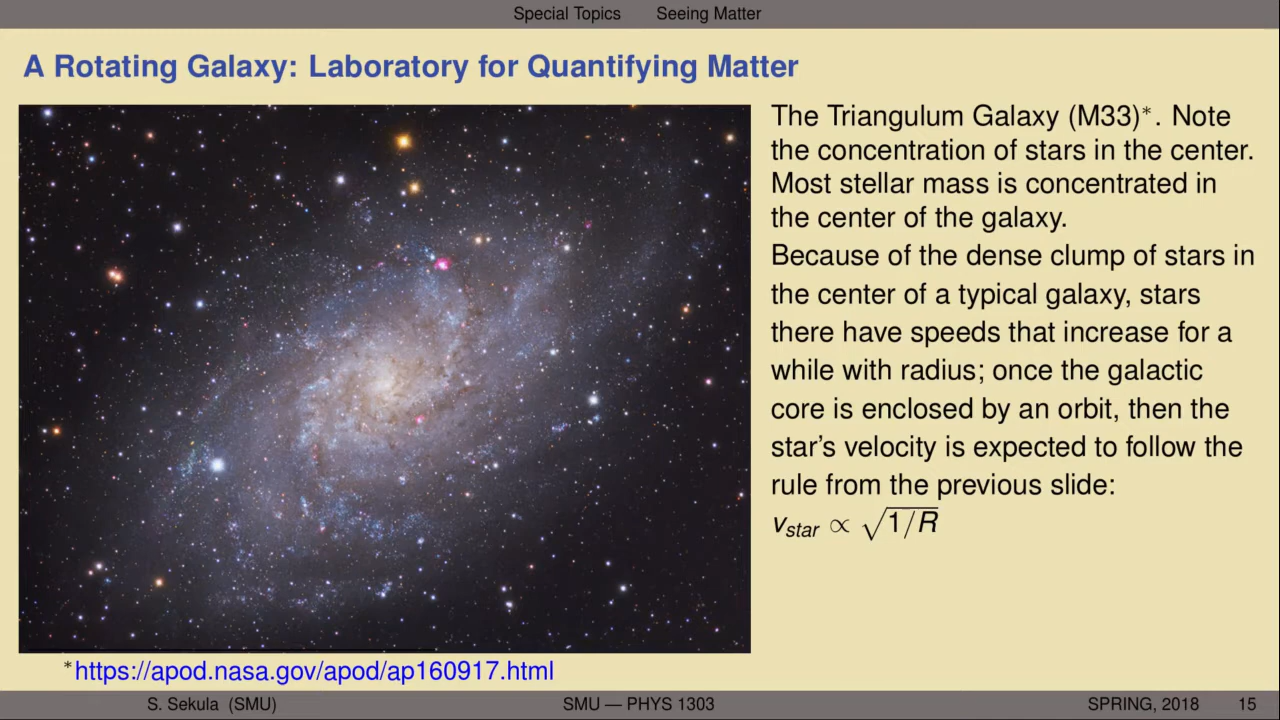 Special Topics Seeing Matter
A Rotating Galaxy: Laboratory for Quantifying Matter
The Triangulum Galaxy (M33)*. Note
the concentration of stars in the center.
Most stellar mass is concentrated in
the center of the galaxy.
Because of the dense clump of stars in
the center of a typical galaxy, stars
there have speeds that increase for a
while with radius; once the galactic
core is enclosed by an orbit, then the
star's velocity is expected to follow the
rule from the previous slide:
v_star ∝ √1/R
*https://apod.nasa.gov/apod/ap160917.html
S. Sekula (SMU) SMU — PHYS 1303 SPRING, 2018 15